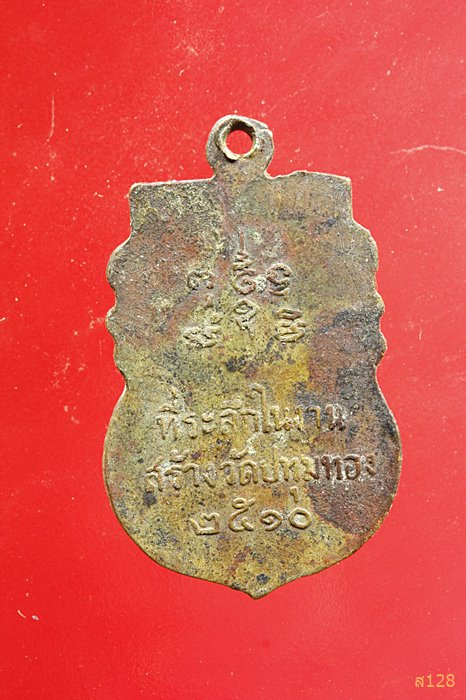 ที่ระลึกในงาน
สร้างวัดปทุมทอง
๒๕๑๐
ส128